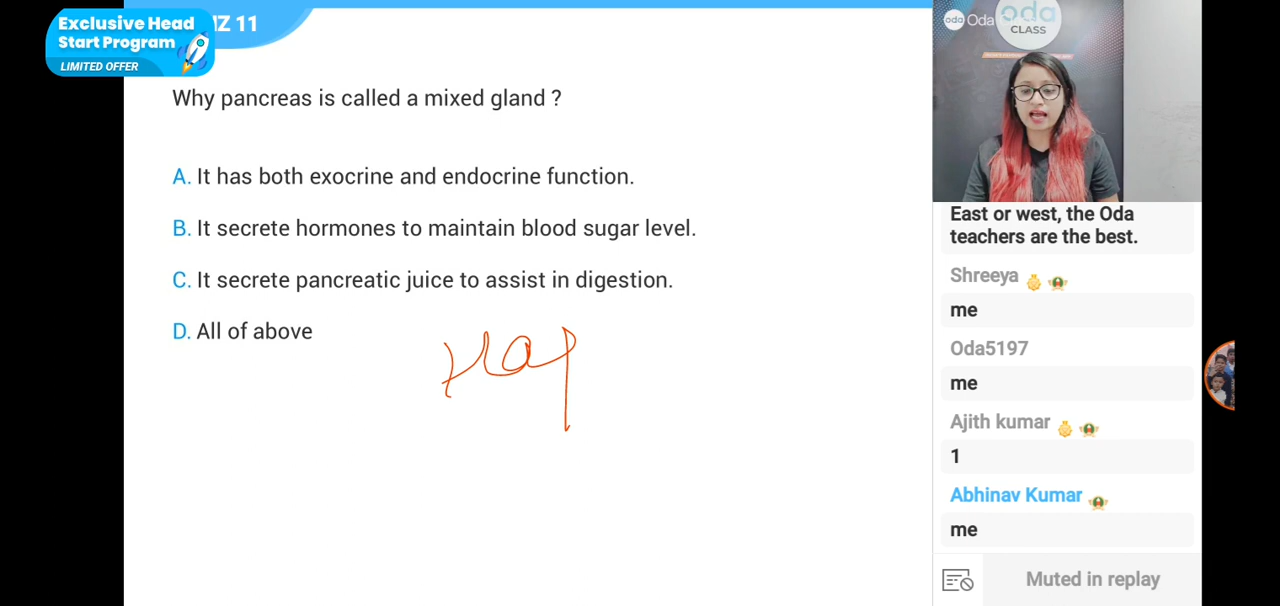 Exclusive Head
Start Program
LIMITED OFFER
IZ 11
Why pancreas is called a mixed gland ?
A. It has both exocrine and endocrine function.
B. It secrete hormones to maintain blood sugar level.
C. It secrete pancreatic juice to assist in digestion.
D. All of above
oda Oda
oda
CLASS
East or west, the Oda
teachers are the best.
Shreeya
me
Oda5197
me
Ajith kumar
1
Abhinav Kumar
me
Muted in replay